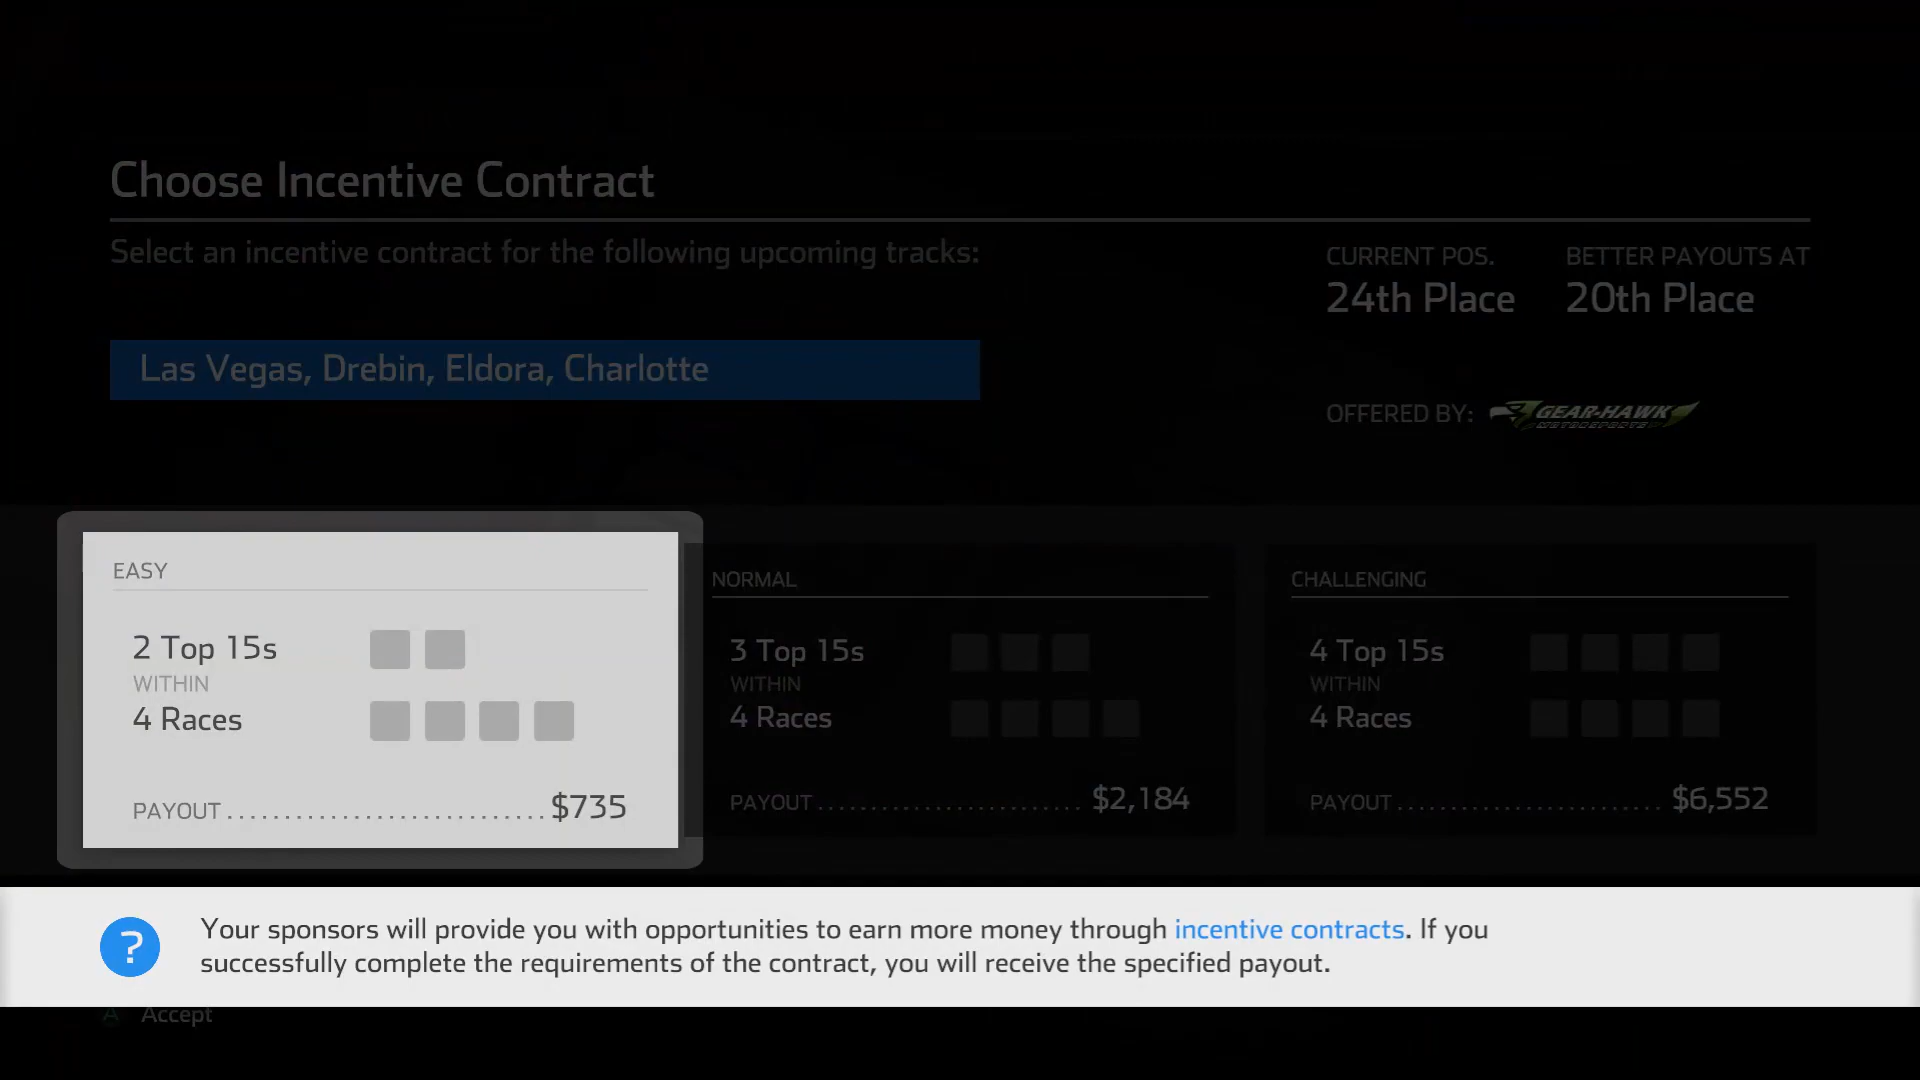 Choose Incentive Contract
Select an incentive contract for the following upcoming tracks:
CURRENT POS.
24th Place
BETTER PAYOUTS AT
20th Place
Las Vegas, Drebin, Eldora, Charlotte
OFFERED BY: GEAR-HAWK
MOTORSPORTS
EASY
2 Top 15s
WITHIN
4 Races
PAYOUT ........................... $735
NORMAL
3 Top 15s
WITHIN
4 Races
PAYOUT ......................... $2,184
CHALLENGING
4 Top 15s
WITHIN
4 Races
PAYOUT ......................... $6,552
? Your sponsors will provide you with opportunities to earn more money through incentive contracts. If you
successfully complete the requirements of the contract, you will receive the specified payout.
A Accept